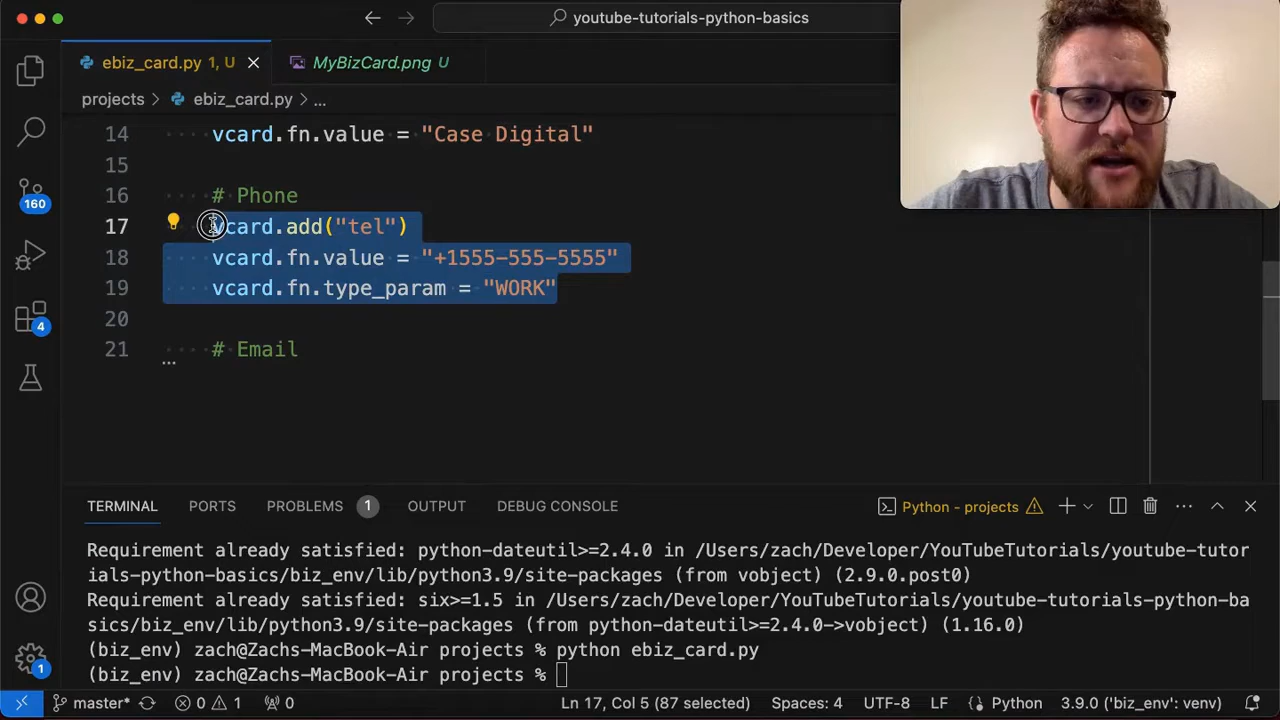 youtube-tutorials-python-basics
ebiz_card.py 1, U
MyBizCard.png U
projects > ebiz_card.py > ...
14 vcard.fn.value = "Case Digital"
15
16 # Phone
17 vcard.add("tel")
18 vcard.fn.value = "+1555-555-5555"
19 vcard.fn.type_param = "WORK"
20
21 # Email
160
4
1
TERMINAL PORTS PROBLEMS 1 OUTPUT DEBUG CONSOLE Python - projects
Requirement already satisfied: python-dateutil>=2.4.0 in /Users/zach/Developer/YouTubeTutorials/youtube-tutor
ials-python-basics/biz_env/lib/python3.9/site-packages (from vobject) (2.9.0.post0)
Requirement already satisfied: six>=1.5 in /Users/zach/Developer/YouTubeTutorials/youtube-tutorials-python-ba
sics/biz_env/lib/python3.9/site-packages (from python-dateutil>=2.4.0->vobject) (1.16.0)
(biz_env) zach@Zachs-MacBook-Air projects % python ebiz_card.py
(biz_env) zach@Zachs-MacBook-Air projects %
master* 0 1 0 Ln 17, Col 5 (87 selected) Spaces: 4 UTF-8 LF Python 3.9.0 ('biz_env': venv)